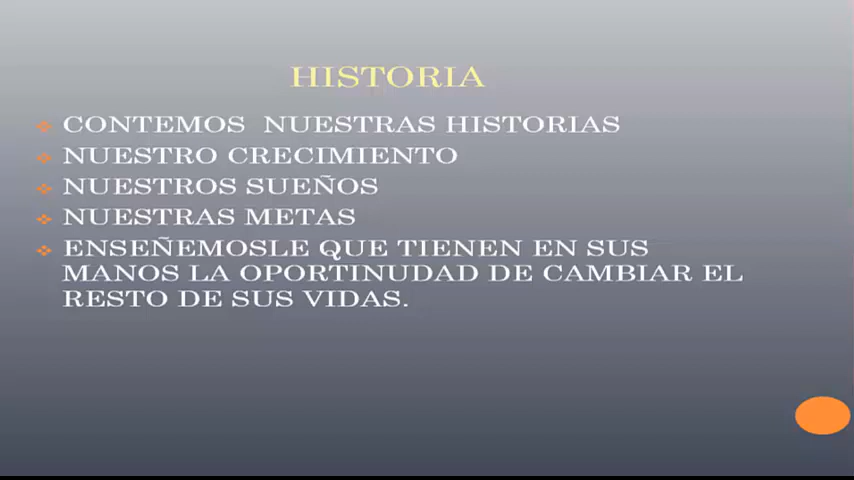 HISTORIA
CONTEMOS NUESTRAS HISTORIAS
NUESTRO CRECIMIENTO
NUESTROS SUEÑOS
NUESTRAS METAS
ENSEÑEMOSLE QUE TIENEN EN SUS
MANOS LA OPORTINUDAD DE CAMBIAR EL
RESTO DE SUS VIDAS.